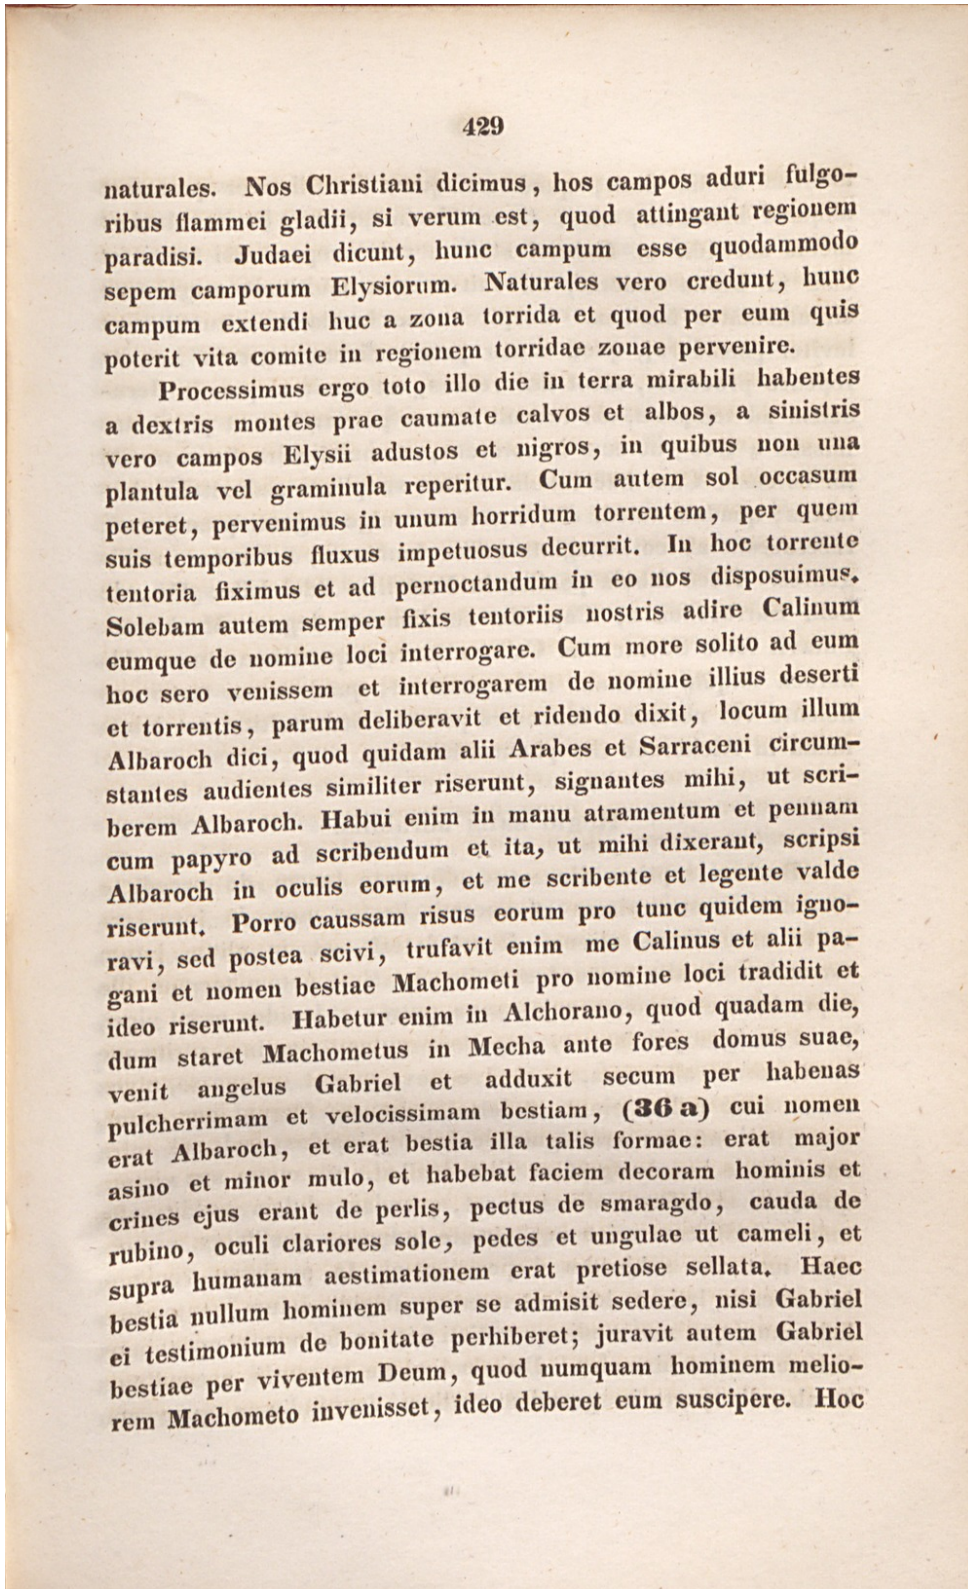 429
naturales. Nos Christiani dicimus, hos campos aduri fulgo-
ribus flammei gladii, si verum est, quod attingant regionem
paradisi. Judaei dicunt, hunc campum esse quodammodo
sepem camporum Elysiorum. Naturales vero credunt, hunc
campum extendi huc a zona torrida et quod per eum quis
poterit vita comite in regionem torridae zonae pervenire.
Processimus ergo toto illo die in terra mirabili habentes
a dextris montes prae caumate calvos et albos, a sinistris
vero campos Elysii adustos et nigros, in quibus non una
plantula vel graminula reperitur. Cum autem sol occasum
peteret, pervenimus in unum horridum torrentem, per quem
suis temporibus fluxus impetuosus decurrit. In hoc torrente
tentoria fiximus et ad pernoctandum in eo nos disposuimus.
Solebam autem semper fixis tentoriis nostris adire Calinum
eumque de nomine loci interrogare. Cum more solito ad eum
hoc sero venissem et interrogarem de nomine illius deserti
et torrentis, parum deliberavit et ridendo dixit, locum illum
Albaroch dici, quod quidam alii Arabes et Sarraceni circum-
stantes audientes similiter riserunt, signantes mihi, ut scri-
berem Albaroch. Habui enim in manu atramentum et pennam
cum papyro ad scribendum et ita, ut mihi dixerant, scripsi
Albaroch in oculis eorum, et me scribente et legente valde
riserunt. Porro caussam risus eorum pro tunc quidem igno-
ravi, sed postea scivi, trufavit enim me Calinus et alii pa-
gani et nomen bestiae Machometi pro nomine loci tradidit et
ideo riserunt. Habetur enim in Alchorano, quod quadam die,
dum staret Machometus in Mecha ante fores domus suae,
venit angelus Gabriel et adduxit secum per habenas
pulcherrimam et velocissimam bestiam, (36 a) cui nomen
erat Albaroch, et erat bestia illa talis formae: erat major
asino et minor mulo, et habebat faciem decoram hominis et
crines ejus erant de perlis, pectus de smaragdo, cauda de
rubino, oculi clariores sole, pedes et ungulae ut cameli, et
supra humanam aestimationem erat pretiose sellata. Haec
bestia nullum hominem super se admisit sedere, nisi Gabriel
ei testimonium de bonitate perhiberet; juravit autem Gabriel
bestiae per viventem Deum, quod numquam hominem melio-
rem Machometo invenisset, ideo deberet eum suscipere. Hoc